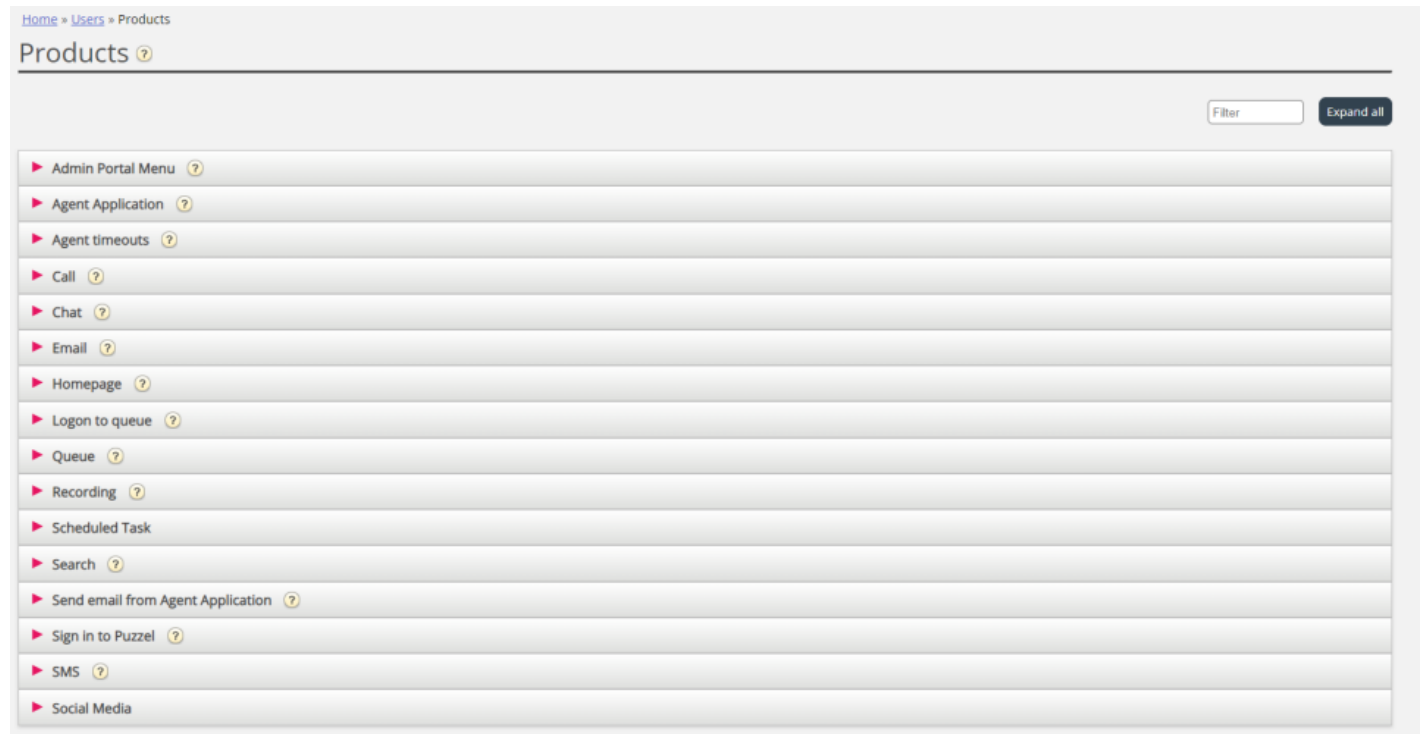 Home » Users » Products
Products ?
Filter
Expand all
Admin Portal Menu ?
Agent Application ?
Agent timeouts ?
Call ?
Chat ?
Email ?
Homepage ?
Logon to queue ?
Queue ?
Recording ?
Scheduled Task
Search ?
Send email from Agent Application ?
Sign in to Puzzel ?
SMS ?
Social Media